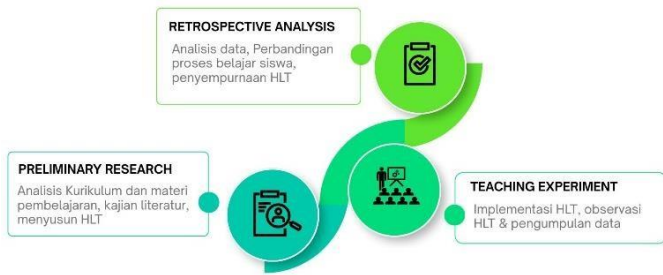 RETROSPECTIVE ANALYSIS
Analisis data, Perbandingan
proses belajar siswa,
penyempurnaan HLT
PRELIMINARY RESEARCH
Analisis Kurikulum dan materi
pembelajaran, kajian literatur,
menyusun HLT
TEACHING EXPERIMENT
Implementasi HLT, observasi
HLT & pengumpulan data